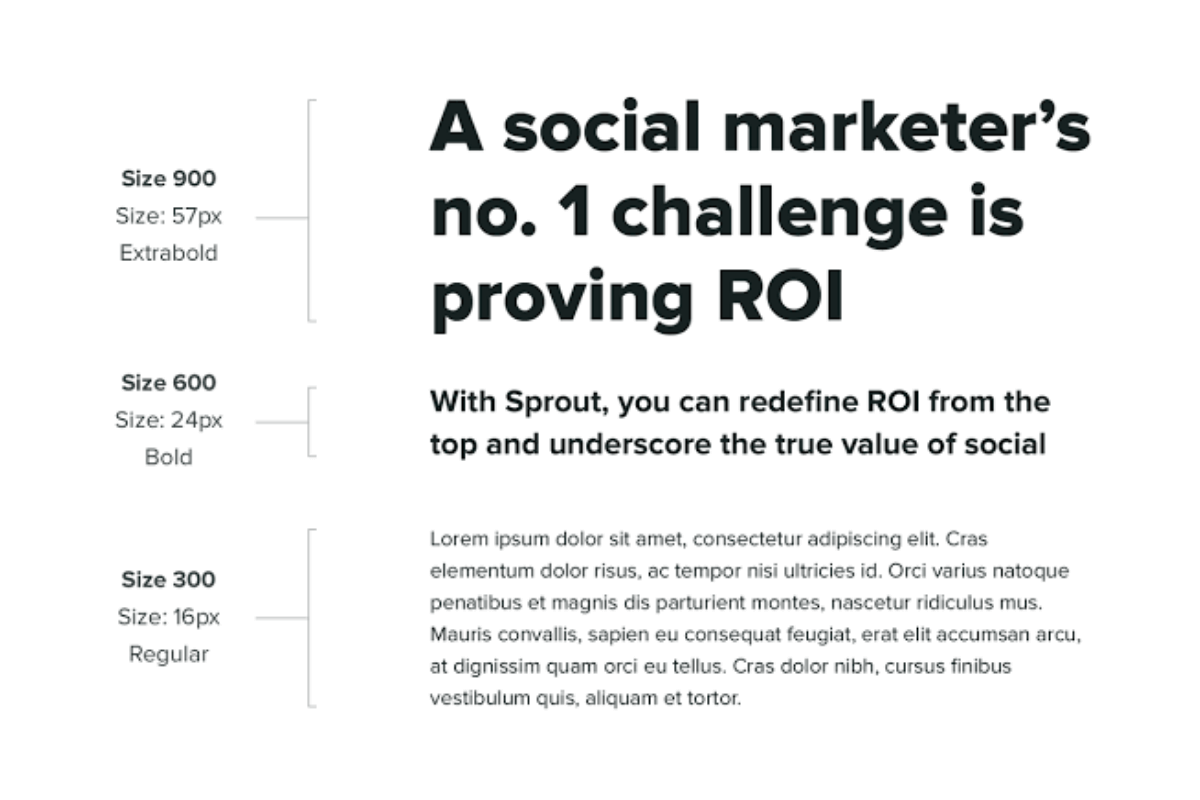 Size 900
Size: 57px
Extrabold
A social marketer’s
no. 1 challenge is
proving ROI
Size 600
Size: 24px
Bold
With Sprout, you can redefine ROI from the
top and underscore the true value of social
Size 300
Size: 16px
Regular
Lorem ipsum dolor sit amet, consectetur adipiscing elit. Cras
elementum dolor risus, ac tempor nisi ultricies id. Orci varius natoque
penatibus et magnis dis parturient montes, nascetur ridiculus mus.
Mauris convallis, sapien eu consequat feugiat, erat elit accumsan arcu,
at dignissim quam orci eu tellus. Cras dolor nibh, cursus finibus
vestibulum quis, aliquam et tortor.